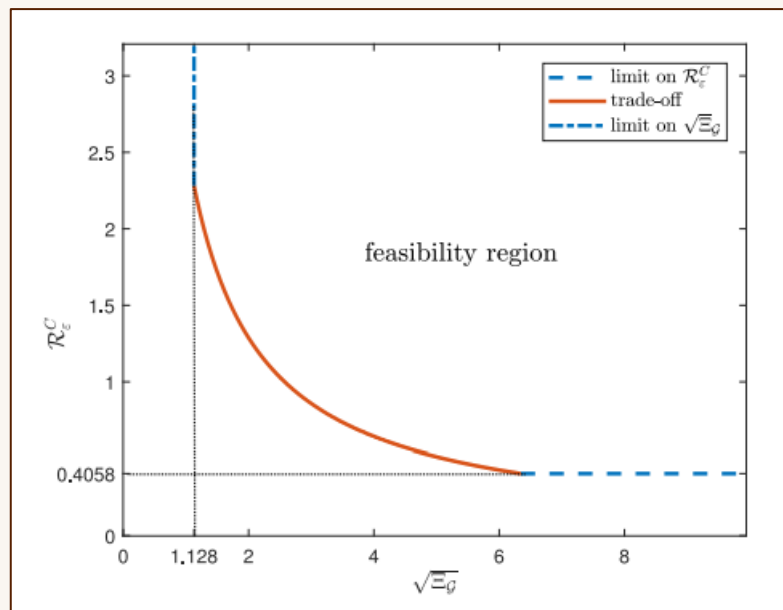 3
2.5
2
1.5
1
0.4058
0
0
1.128
2
4
6
8
$\mathcal{R}_{\varepsilon}^{C}$
$\sqrt{\Xi_{\mathcal{G}}}$
limit on $\mathcal{R}_{\varepsilon}^{C}$
trade-off
limit on $\sqrt{\Xi}_{\mathcal{G}}$
feasibility region